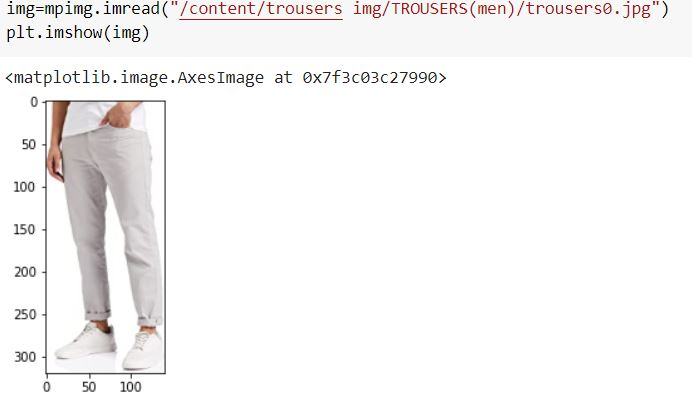 img=mpimg.imread("/content/trousers img/TROUSERS(men)/trousers0.jpg")
plt.imshow(img)
<matplotlib.image.AxesImage at 0x7f3c03c27990>
0
50
100
150
200
250
300
0 50 100